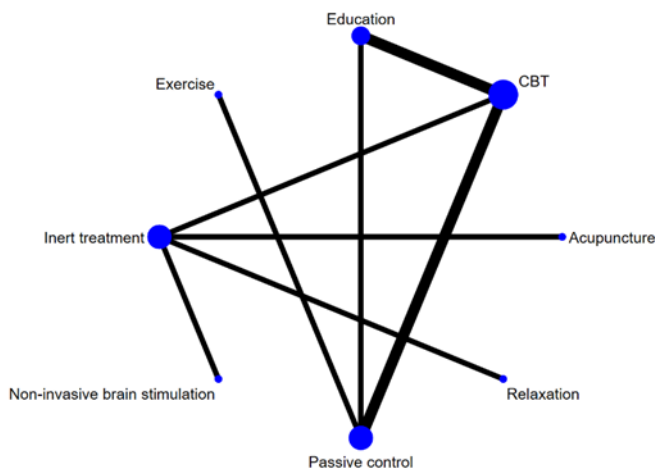 Education
CBT
Exercise
Inert treatment
Acupuncture
Non-invasive brain stimulation
Relaxation
Passive control